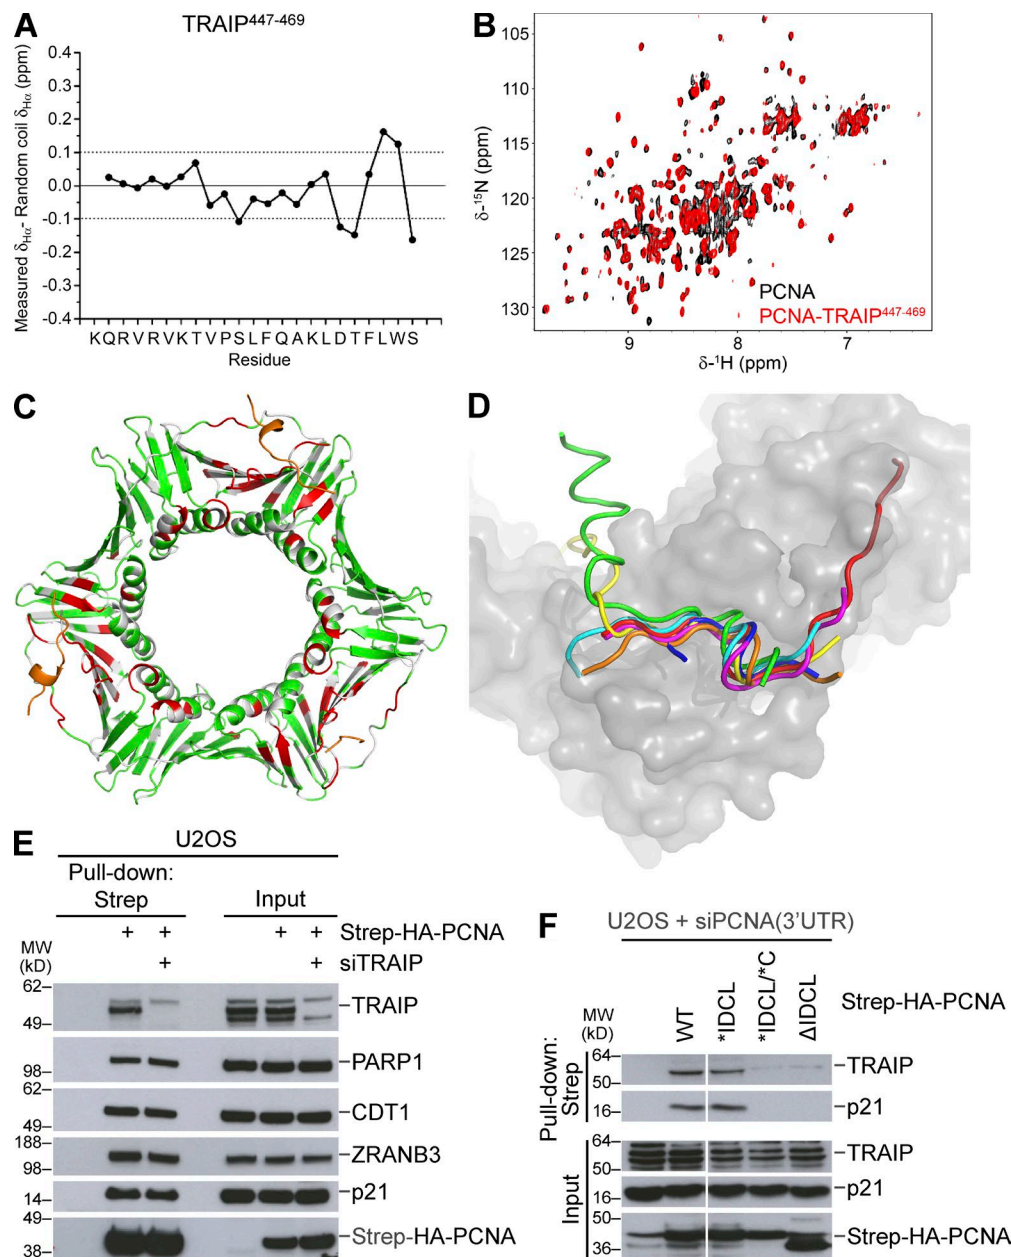 A
TRAIP447-469
Measured δHα- Random coil δHα (ppm)
0.4
0.3
0.2
0.1
0.0
-0.1
-0.2
-0.3
-0.4
KQRVRVKTVPSLFQAKLDTFLWS
Residue
B
105
110
115
120
125
130
δ-15N (ppm)
PCNA
PCNA-TRAIP447-469
9 8 7
δ-1H (ppm)
C
D
E
U2OS
Pull-down:
Strep Input
+ + + + Strep-HA-PCNA
+ + siTRAIP
MW
(kD)
62
49
TRAIP
98
PARP1
62
49
CDT1
188
98
ZRANB3
14
p21
49
38
Strep-HA-PCNA
F
U2OS + siPCNA(3'UTR)
WT *IDCL *IDCL/*C ΔIDCL Strep-HA-PCNA
MW
(kD)
Pull-down:
Strep
64
50
TRAIP
16
p21
Input
64
50
TRAIP
16
p21
50
36
Strep-HA-PCNA